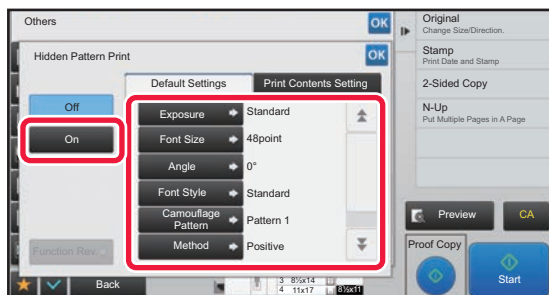 Others
OK
Hidden Pattern Print
OK
Default Settings
Print Contents Setting
Off
On
Exposure
Standard
Font Size
48point
Angle
0°
Font Style
Standard
Camouflage
Pattern
Pattern 1
Method
Positive
Function Rev.
Back
3 8½x14
4 11x17
8½x11
Original
Change Size/Direction.
Stamp
Print Date and Stamp
2-Sided Copy
N-Up
Put Multiple Pages in A Page
Preview
CA
Proof Copy
Start